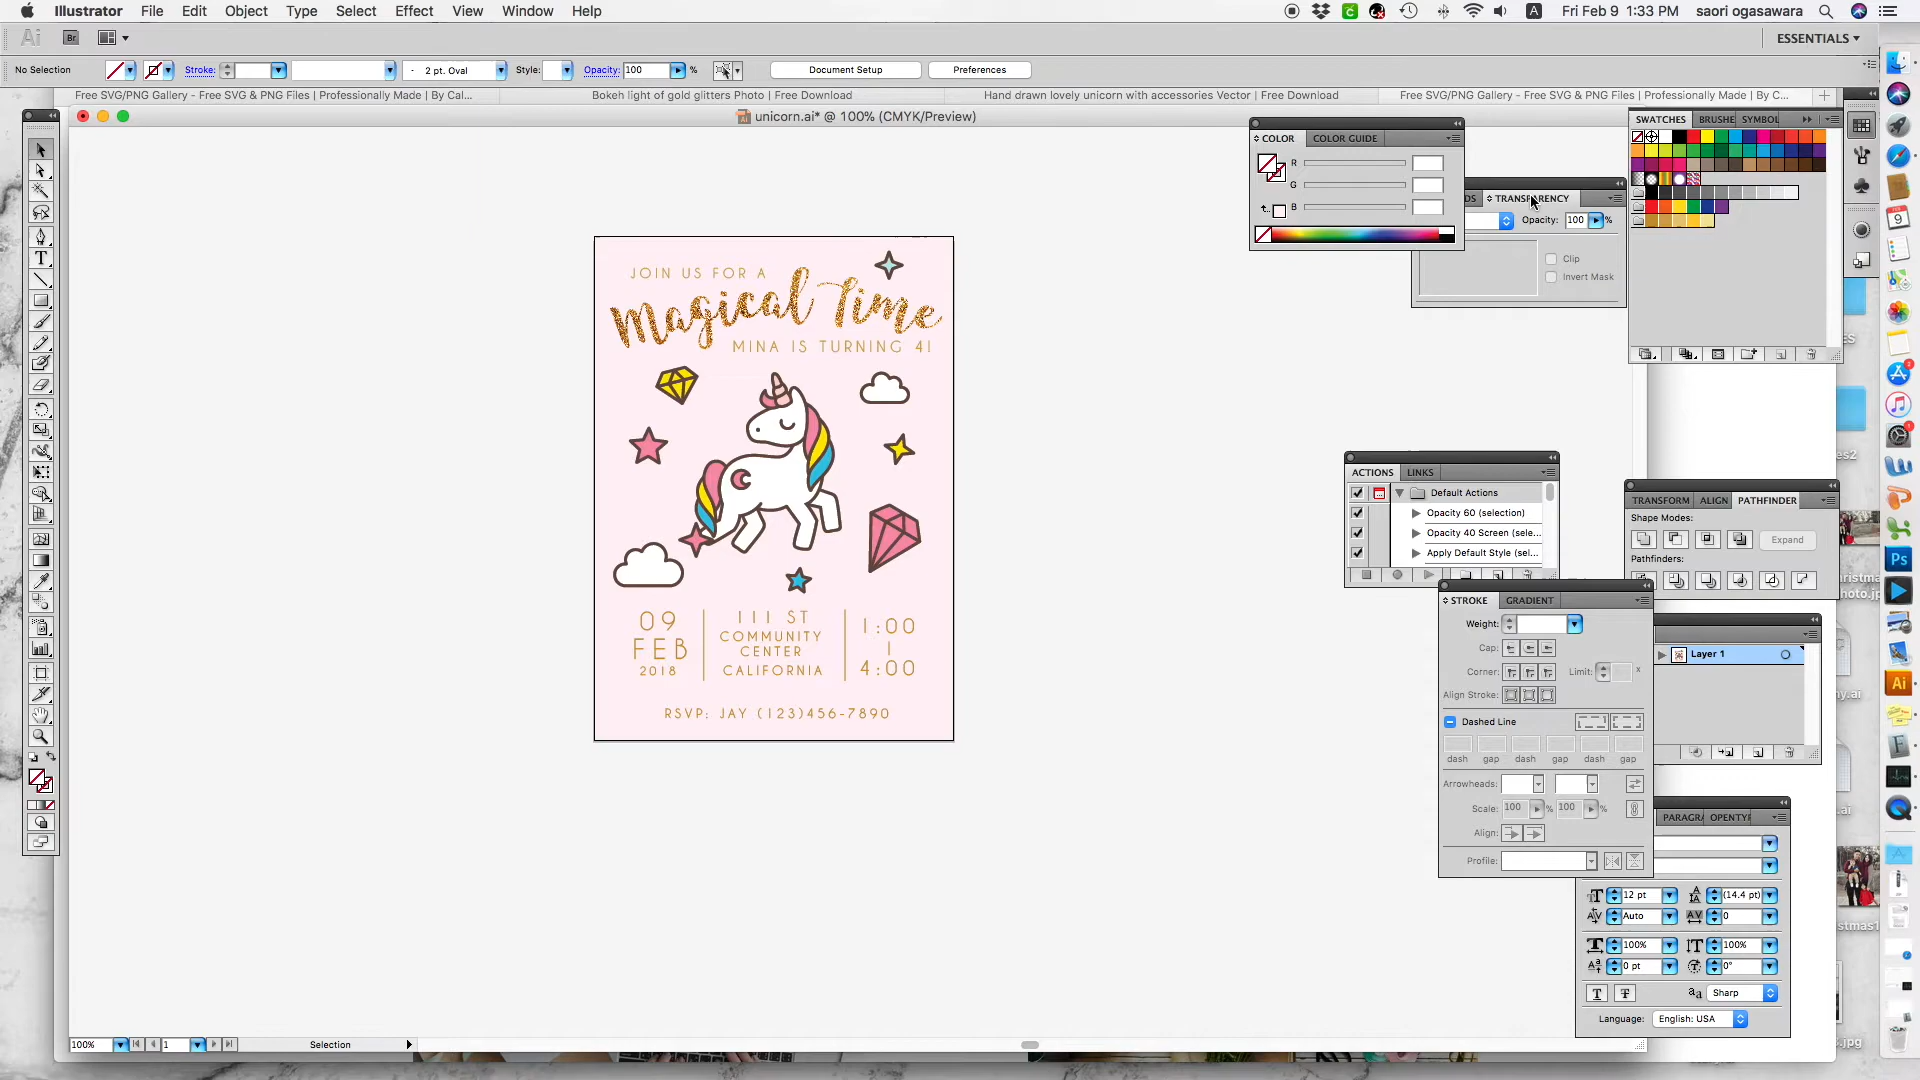 Illustrator File Edit Object Type Select Effect View Window Help
A Fri Feb 9 1:33 PM saori ogasawara
Ai Br ESSENTIALS
No Selection Stroke: 2 pt. Oval Style: Opacity: 100 % Document Setup Preferences
Free SVG/PNG Gallery - Free SVG & PNG Files | Professionally Made | By Cal...
Bokeh light of gold glitters Photo | Free Download
Hand drawn lovely unicorn with accessories Vector | Free Download
Free SVG/PNG Gallery - Free SVG & PNG Files | Professionally Made | By C...
unicorn.ai* @ 100% (CMYK/Preview)
COLOR COLOR GUIDE
R
G
B
TRANSPARENCY
Opacity: 100 %
Clip
Invert Mask
SWATCHES BRUSHE SYMBOL
JOIN US FOR A
Magical Time
MINA IS TURNING 4!
09
FEB
2018
111 ST
COMMUNITY
CENTER
CALIFORNIA
1:00
4:00
RSVP: JAY (123)456-7890
ACTIONS LINKS
Default Actions
Opacity 60 (selection)
Opacity 40 Screen (sele...
Apply Default Style (sel...
TRANSFORM ALIGN PATHFINDER
Shape Modes:
Expand
Pathfinders:
STROKE GRADIENT
Weight:
Cap:
Corner: Limit: x
Align Stroke:
Dashed Line
dash gap dash gap dash gap
Arrowheads:
Scale: 100 % 100 %
Align:
Profile:
Layer 1
PARAGRA OPENTYP
12 pt (14.4 pt)
Auto 0
100% 100%
0 pt 0°
Sharp
Language: English: USA
100% 1 Selection
9
Ps
Ai